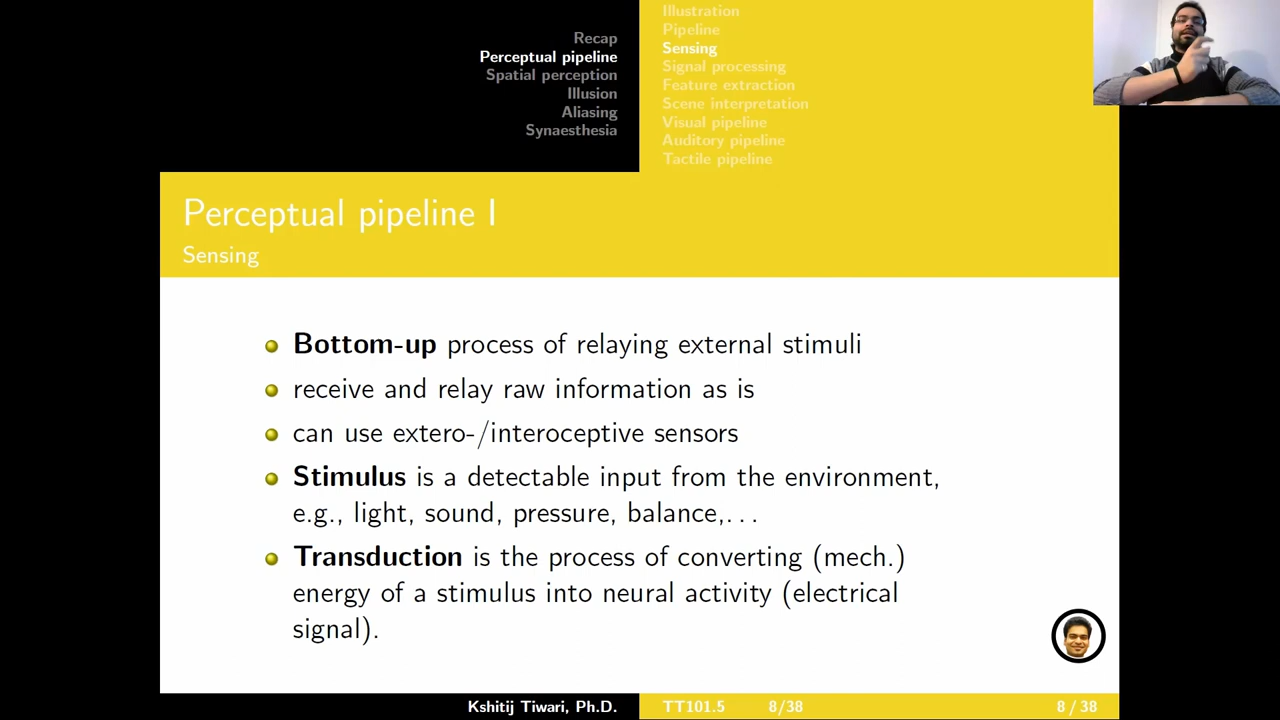 Recap
Perceptual pipeline
Spatial perception
Illusion
Aliasing
Synaesthesia
Illustration
Pipeline
Sensing
Signal processing
Feature extraction
Scene interpretation
Visual pipeline
Auditory pipeline
Tactile pipeline
Perceptual pipeline I
Sensing
Bottom-up process of relaying external stimuli
receive and relay raw information as is
can use extero-/interoceptive sensors
Stimulus is a detectable input from the environment,
e.g., light, sound, pressure, balance,...
Transduction is the process of converting (mech.)
energy of a stimulus into neural activity (electrical
signal).
Kshitij Tiwari, Ph.D. TT101.5 8/38 8 / 38